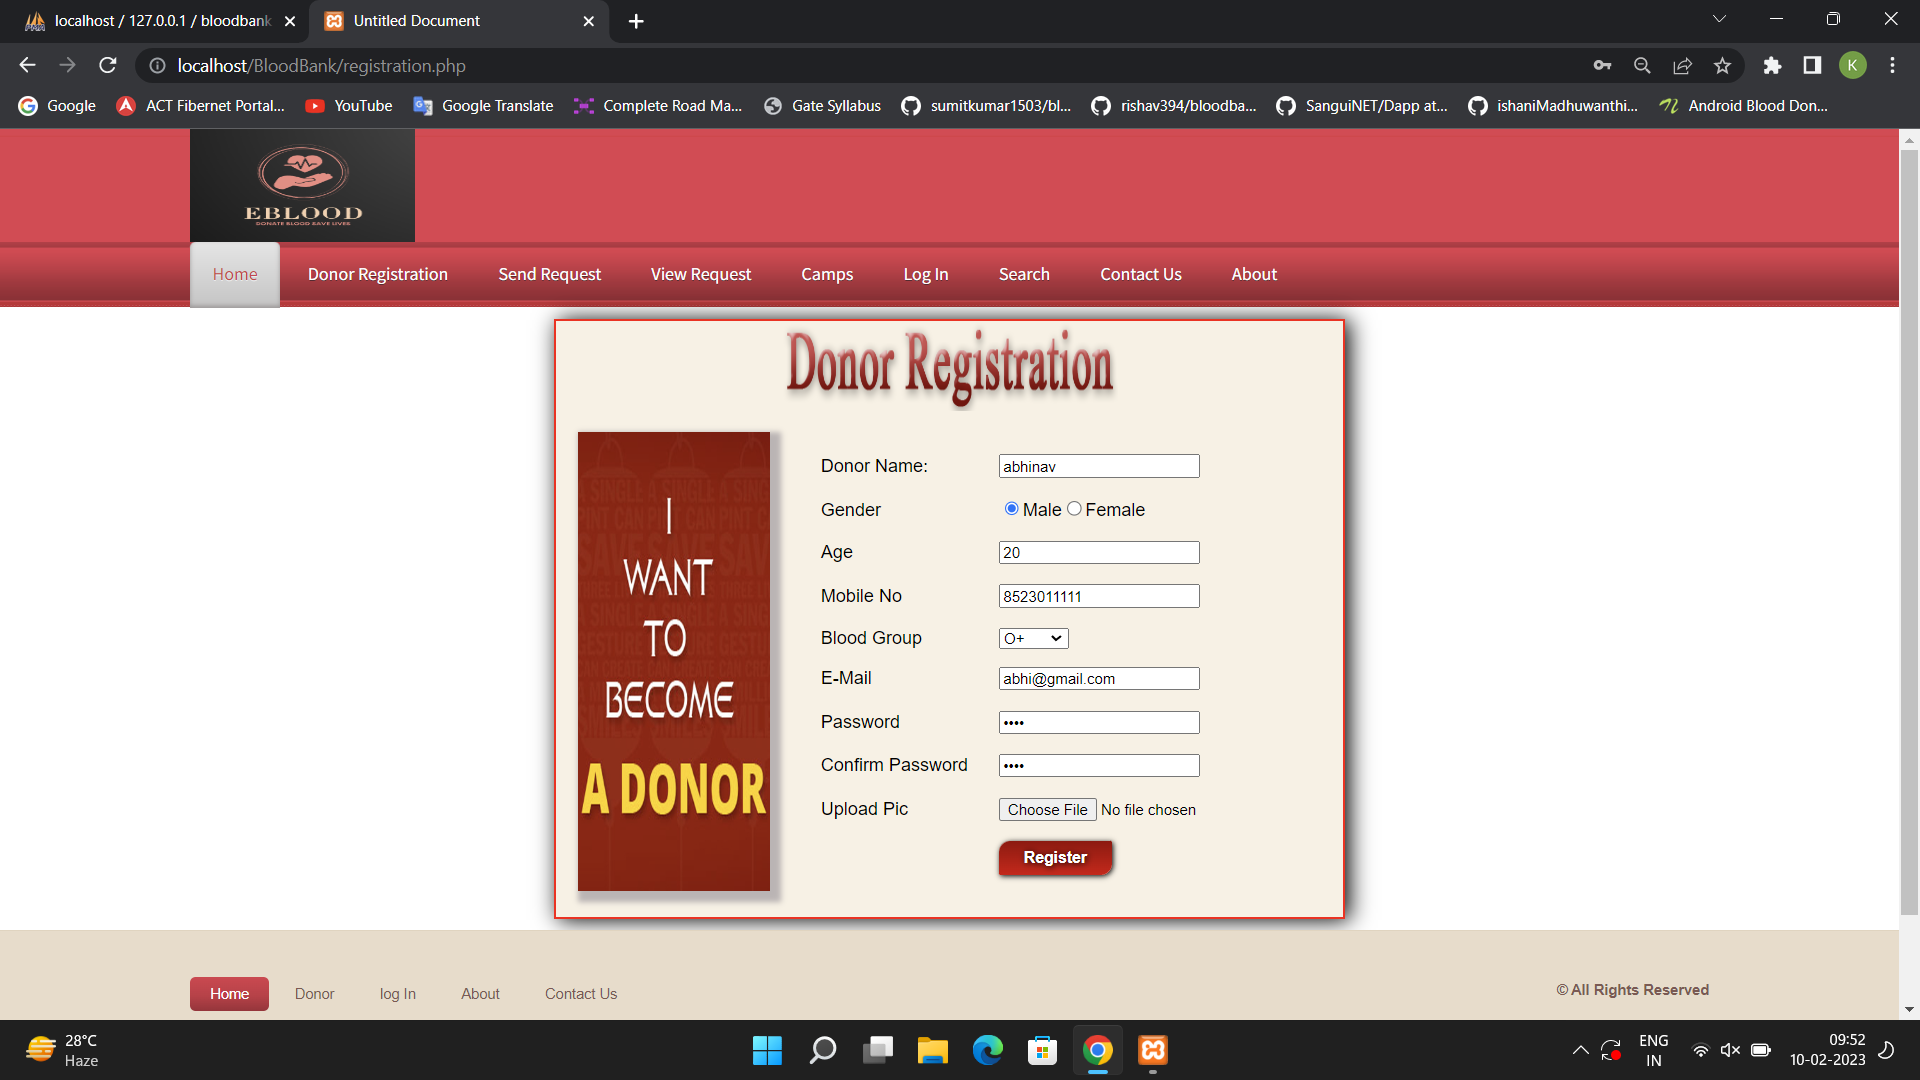 localhost / 127.0.0.1 / bloodbank
Untitled Document
localhost/BloodBank/registration.php
K
Google
ACT Fibernet Portal...
YouTube
Google Translate
Complete Road Ma...
Gate Syllabus
sumitkumar1503/bl...
rishav394/bloodba...
SanguiNET/Dapp at...
ishaniMadhuwanthi...
Android Blood Don...
EBLOOD
DONATE BLOOD SAVE LIVES
Home
Donor Registration
Send Request
View Request
Camps
Log In
Search
Contact Us
About
Donor Registration
I
WANT
TO
BECOME
A DONOR
Donor Name:
abhinav
Gender
Male
Female
Age
20
Mobile No
8523011111
Blood Group
O+
E-Mail
abhi@gmail.com
Password
••••
Confirm Password
••••
Upload Pic
Choose File
No file chosen
Register
Home
Donor
log In
About
Contact Us
© All Rights Reserved
28°C
Haze
ENG
IN
09:52
10-02-2023